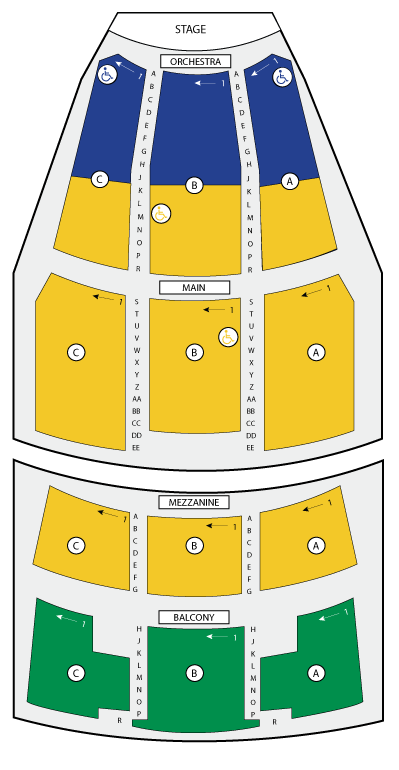 STAGE
ORCHESTRA
1 1 1
A A
B B
C C
D D
E E
F F
G G
H H
J J
C B A
K K
L L
M M
N N
O O
P P
R R
MAIN
1 1 1
S S
T T
U U
V V
C B A
W W
X X
Y Y
Z Z
AA AA
BB BB
CC CC
DD DD
EE EE
MEZZANINE
1 1 1
A A
B B
C C
C B A
D D
E E
F F
G G
BALCONY
1 1 1
H H
J J
K K
L L
C B A
M M
N N
O O
P P
R R